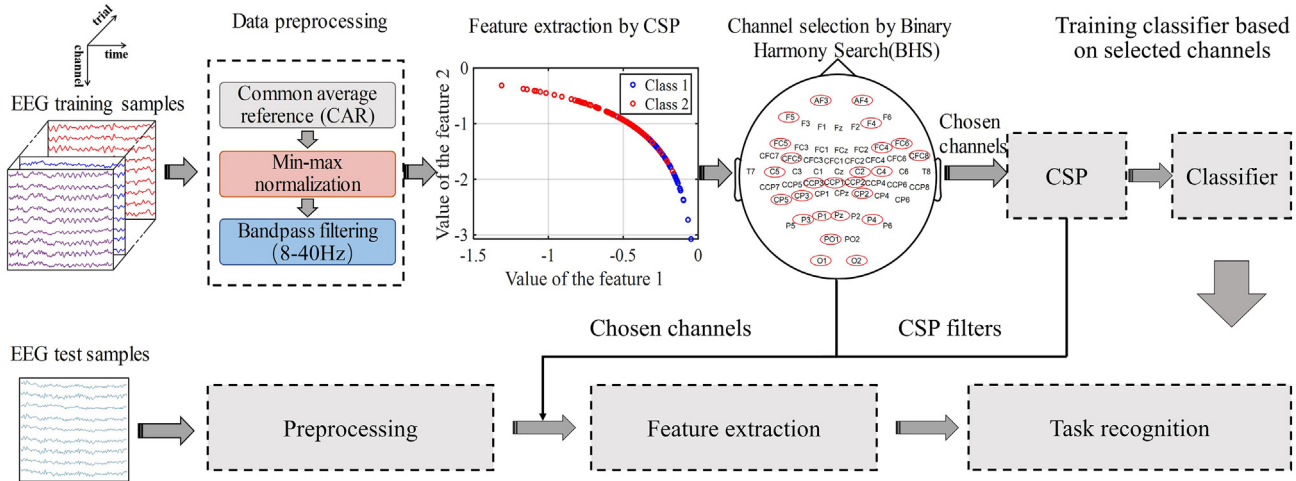 trial
time
channel
EEG training samples
Data preprocessing
Common average
reference (CAR)
Min-max
normalization
Bandpass filtering
(8-40Hz)
Feature extraction by CSP
Value of the feature 2
0
-1
-2
-3
Class 1
Class 2
-1.5
-1
-0.5
0
Value of the feature 1
Channel selection by Binary
Harmony Search(BHS)
AF3 AF4
F5 F3 F1 Fz F2 F4 F6
FC5 FC3 FC1 FCz FC2 FC4 FC6
CFC7 CFC5 CFC3 CFC1 CFC2 CFC4 CFC6 CFC8
T7 C5 C3 C1 Cz C2 C4 C6 T8
CCP7 CCP5 CCP3 CCP1 CCP2 CCP4 CCP6 CCP8
CP5 CP3 CP1 CPz CP2 CP4 CP6
P5 P3 P1 Pz P2 P4 P6
PO1 PO2
O1 O2
Chosen
channels
Training classifier based
on selected channels
CSP
Classifier
Chosen channels
CSP filters
EEG test samples
Preprocessing
Feature extraction
Task recognition